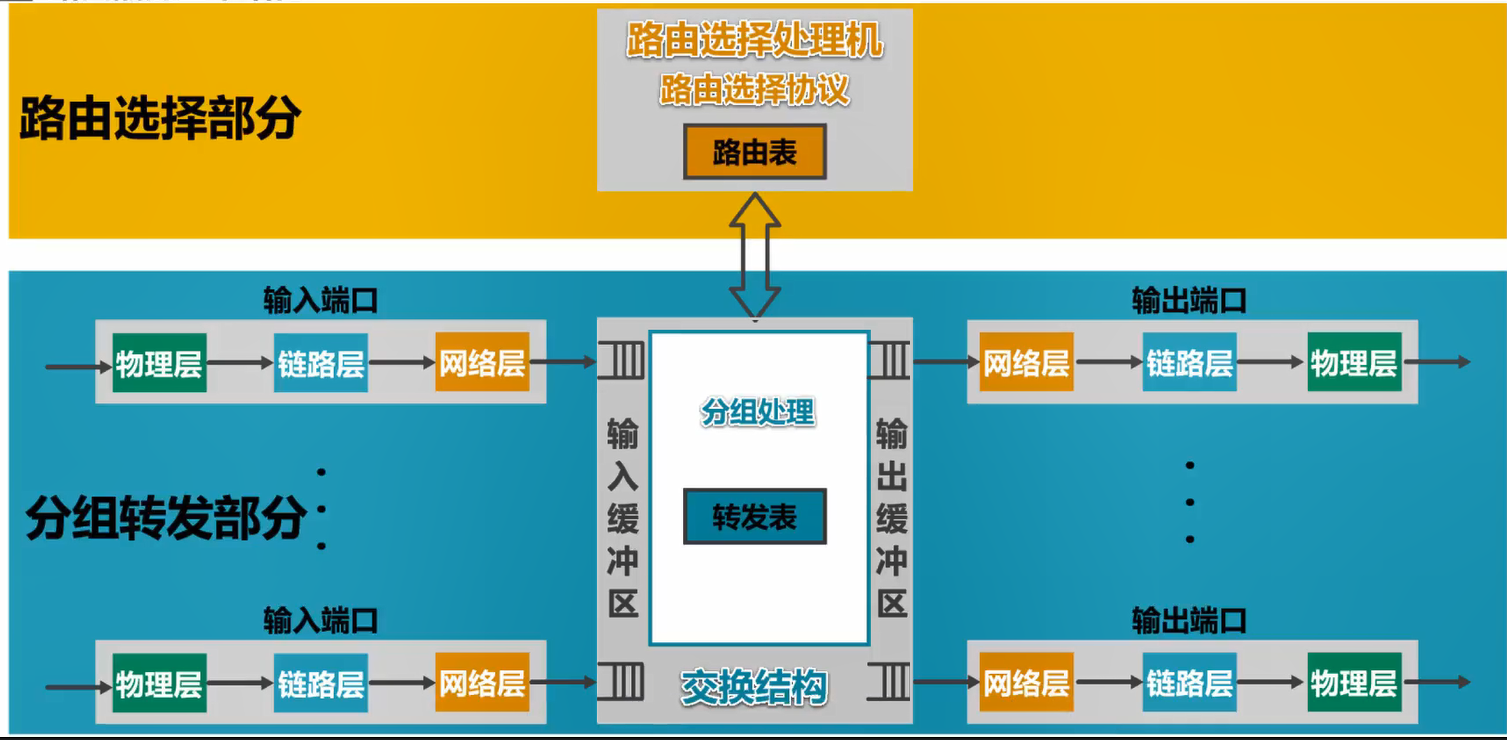 路由选择处理机
路由选择协议
路由选择部分
路由表
输入端口
输出端口
物理层
链路层
网络层
网络层
链路层
物理层
分组处理
输入缓冲区
输出缓冲区
分组转发部分
转发表
输入端口
输出端口
物理层
链路层
网络层
交换结构
网络层
链路层
物理层